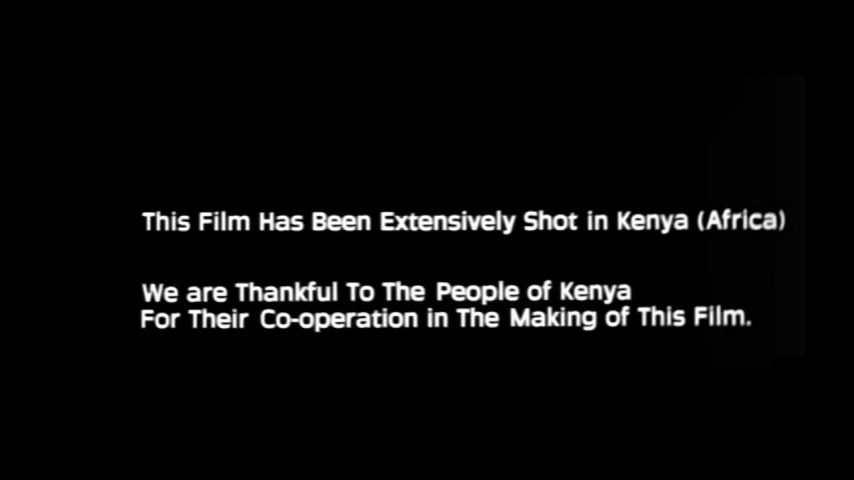 This Film Has Been Extensively Shot in Kenya (Africa)
We are Thankful To The People of Kenya
For Their Co-operation in The Making of This Film.